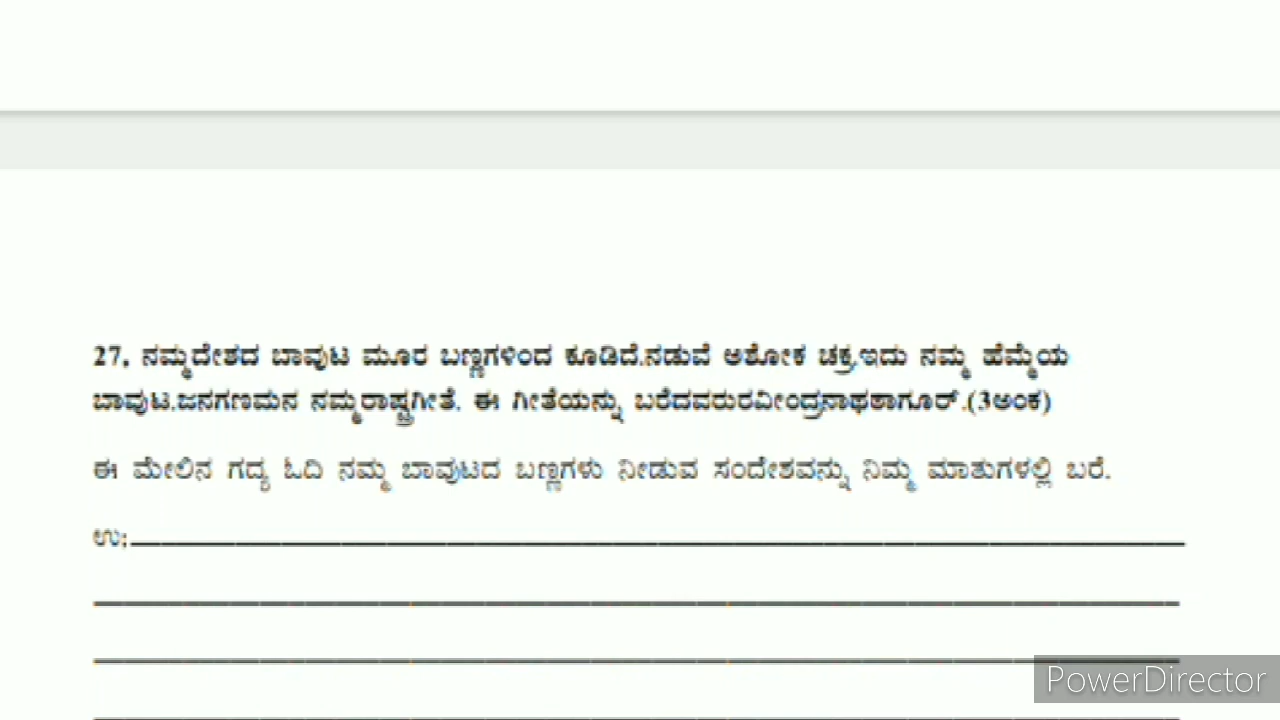 27, ನಮ್ಮದೇಶದ ಬಾವುಟ ಮೂರ ಬಣ್ಣಗಳಿಂದ ಕೂಡಿದೆ.ನಡುವೆ ಅಶೋಕ ಚಕ್ರ.ಇದು ನಮ್ಮ ಹೆಮ್ಮೆಯ
ಬಾವುಟ.ಜನಗಣಮನ ನಮ್ಮರಾಷ್ಟ್ರಗೀತೆ. ಈ ಗೀತೆಯನ್ನು ಬರೆದವರುರವೀಂದ್ರನಾಥಠಾಗೂರ್.(3ಅಂಕ)
ಈ ಮೇಲಿನ ಗದ್ಯ ಓದಿ ನಮ್ಮ ಬಾವುಟದ ಬಣ್ಣಗಳು ನೀಡುವ ಸಂದೇಶವನ್ನು ನಿಮ್ಮ ಮಾತುಗಳಲ್ಲಿ ಬರೆ.
ಉ:
PowerDirector